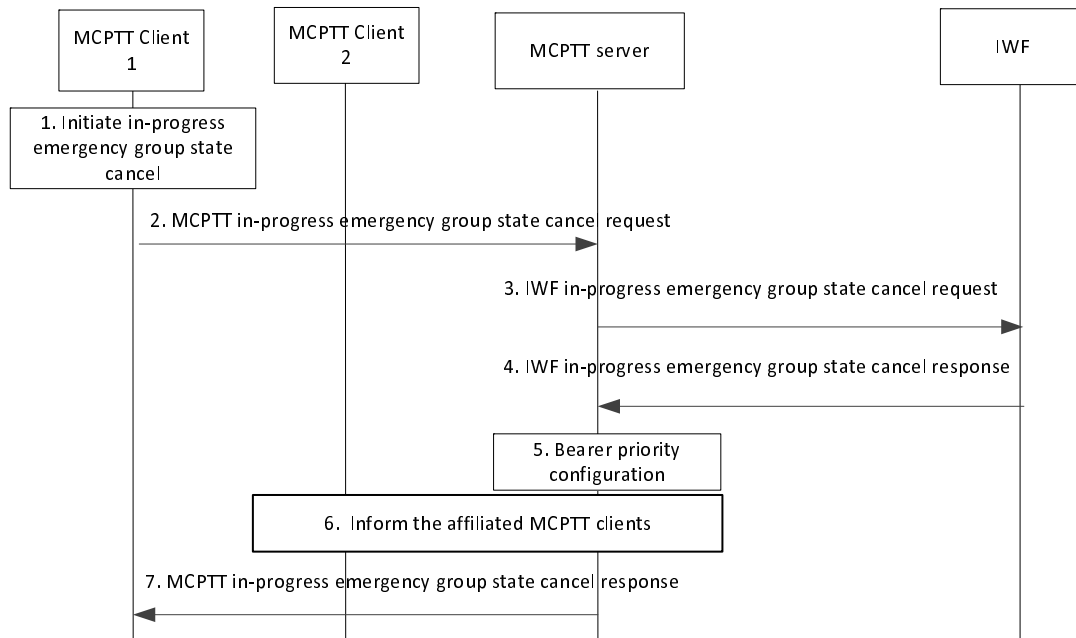 MCPTT Client
1
MCPTT Client
2
MCPTT server
IWF
1. Initiate in-progress
emergency group state
cancel
2. MCPTT in-progress emergency group state cancel request
3. IWF in-progress emergency group state cancel request
4. IWF in-progress emergency group state cancel response
5. Bearer priority
configuration
6. Inform the affiliated MCPTT clients
7. MCPTT in-progress emergency group state cancel response